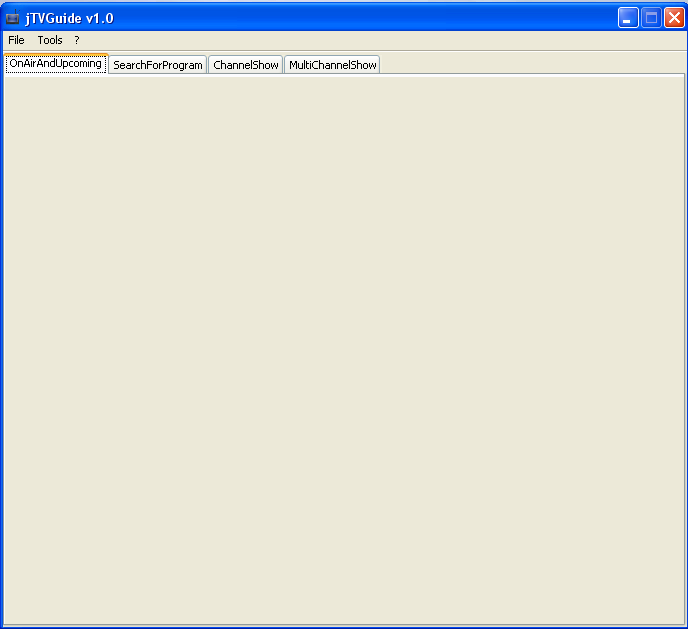 jTVGuide v1.0
File Tools ?
OnAirAndUpcoming SearchForProgram ChannelShow MultiChannelShow